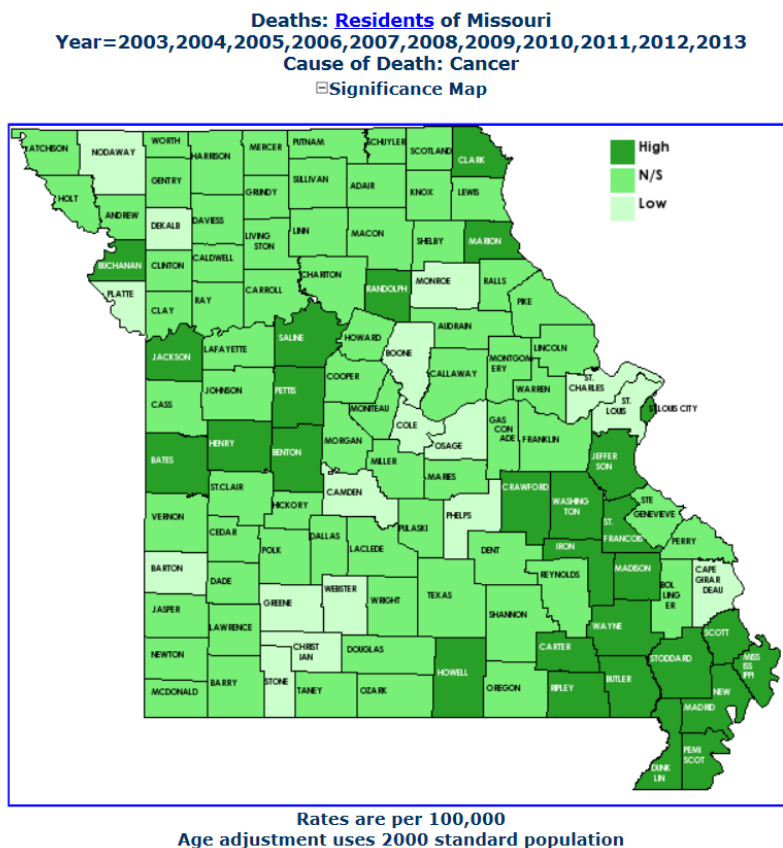 Deaths: Residents of Missouri
Year=2003,2004,2005,2006,2007,2008,2009,2010,2011,2012,2013
Cause of Death: Cancer
Significance Map
High
N/S
Low
ATCHISON
NODAWAY
WORTH
HARRISON
MERCER
PUTNAM
SCHUYLER
SCOTLAND
CLARK
HOLT
GENTRY
SULLIVAN
ADAIR
KNOX
LEWIS
ANDREW
DEKALB
DAVIESS
GRUNDY
LIVING
STON
LINN
MACON
SHELBY
MARION
BUCHANAN
CLINTON
CALDWELL
CHARITON
RANDOLPH
MONROE
RALLS
PLATTE
CLAY
RAY
CARROLL
PIKE
AUDRAIN
SALINE
HOWARD
BOONE
JACKSON
LAFAYETTE
CALLAWAY
MONTGOM
ERY
LINCOLN
COOPER
WARREN
ST.
CHARLES
CASS
JOHNSON
PETTIS
MONITEAU
COLE
OSAGE
GAS
CON
ADE
FRANKLIN
ST.
LOUIS
ST.LOUIS CITY
BATES
HENRY
BENTON
MORGAN
MILLER
MARIES
JEFFER
SON
ST.CLAIR
CAMDEN
CRAWFORD
WASHING
TON
VERNON
HICKORY
PULASKI
PHELPS
ST.
FRANCOIS
STE
GENEVIEVE
CEDAR
POLK
DALLAS
LACLEDE
DENT
IRON
PERRY
BARTON
DADE
GREENE
WEBSTER
WRIGHT
TEXAS
REYNOLDS
MADISON
BOL
LING
ER
CAPE
GIRAR
DEAU
JASPER
LAWRENCE
SHANNON
WAYNE
NEWTON
CHRIST
IAN
DOUGLAS
CARTER
STODDARD
SCOTT
MISS
ISS
IPPI
MCDONALD
BARRY
STONE
TANEY
OZARK
HOWELL
OREGON
RIPLEY
BUTLER
NEW
MADRID
DUNK
LIN
PEMI
SCOT
Rates are per 100,000
Age adjustment uses 2000 standard population